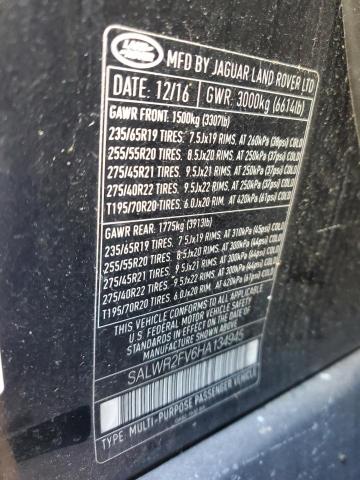 LAND ROVER
MFD BY JAGUAR LAND ROVER LTD
DATE: 12/16 GWR: 3000kg (6614lb)
GAWR FRONT: 1500kg (3307lb)
235/65R19 TIRES. 7.5Jx19 RIMS, AT 260kPa (38psi) COLD
255/55R20 TIRES. 8.5Jx20 RIMS, AT 250kPa (37psi) COLD
275/45R21 TIRES. 9.5Jx21 RIMS, AT 250kPa (37psi) COLD
275/40R22 TIRES. 9.5Jx22 RIMS, AT 250kPa (37psi) COLD
T195/70R20 TIRES. 6.0Jx20 RIM, AT 420kPa (61psi) COLD
GAWR REAR: 1775kg (3913lb)
235/65R19 TIRES. 7.5Jx19 RIMS, AT 310kPa (45psi) COLD
255/55R20 TIRES. 8.5Jx20 RIMS, AT 300kPa (44psi) COLD
275/45R21 TIRES. 9.5Jx21 RIMS, AT 300kPa (44psi) COLD
275/40R22 TIRES. 9.5Jx22 RIMS, AT 300kPa (44psi) COLD
T195/70R20 TIRES. 6.0Jx20 RIM, AT 420kPa (61psi) COLD
THIS VEHICLE CONFORMS TO ALL APPLICABLE
U.S. FEDERAL MOTOR VEHICLE SAFETY STANDARDS
IN EFFECT ON THE DATE OF MANUFACTURE
SHOWN ABOVE.
SALWR2FV6HA134945
TYPE: MULTI-PURPOSE PASSENGER VEHICLE